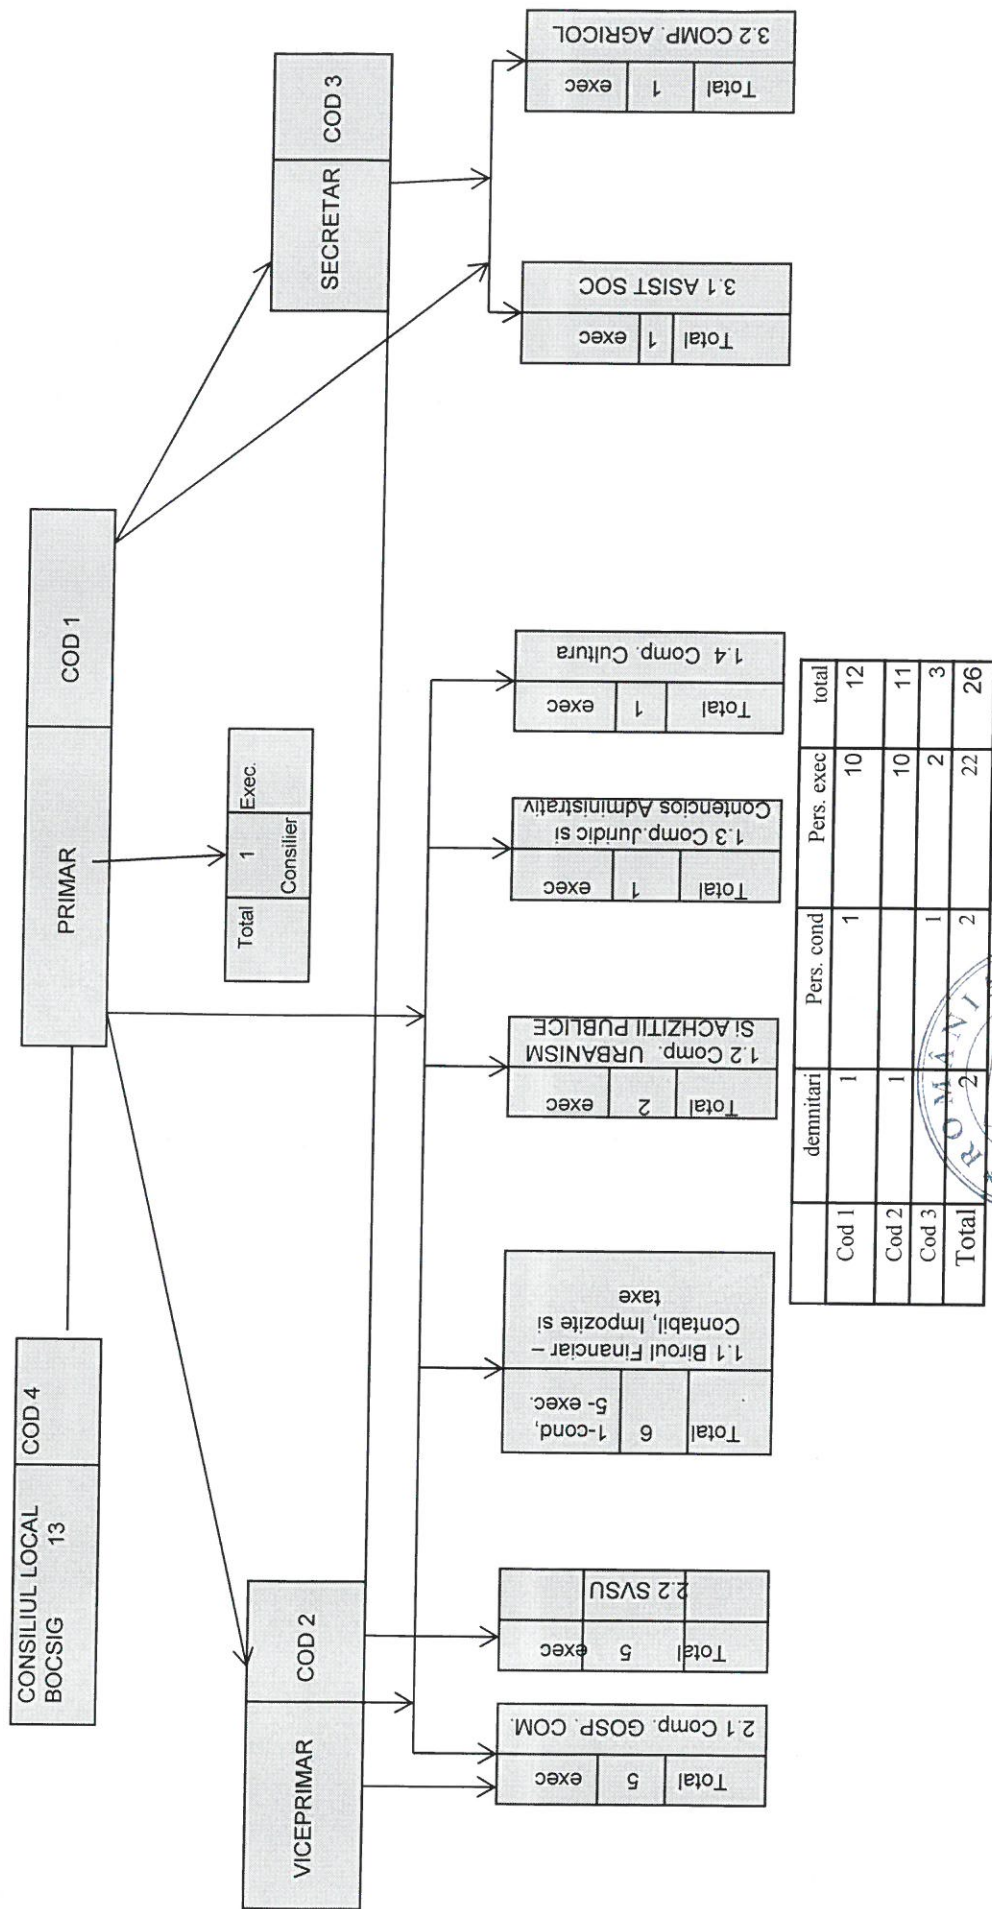 CONSILIUL LOCAL
BOCSIG 13
COD 4
PRIMAR
COD 1
Total
1
Consilier
Exec.
VICEPRIMAR
COD 2
SECRETAR
COD 3
2.1 Comp. GOSP. COM.
Total
5
exec
2.2 SVSU
Total
5
exec
1.1 Biroul Financiar –
Contabil, Impozite si
taxe
Total
6
1-cond,
5- exec.
1.2 Comp. URBANISM
Si ACHZITII PUBLICE
Total
2
exec
1.3 Comp.Juridic si
Contencios Administrativ
Total
1
exec
1.4 Comp. Cultura
Total
1
exec
3.1 ASIST SOC
Total
1
exec
3.2 COMP. AGRICOL
Total
1
exec
demnitari Pers. cond Pers. exec total
Cod 1 1 1 10 12
Cod 2 1 10 11
Cod 3 1 2 3
Total 2 2 22 26
ROMÂNI